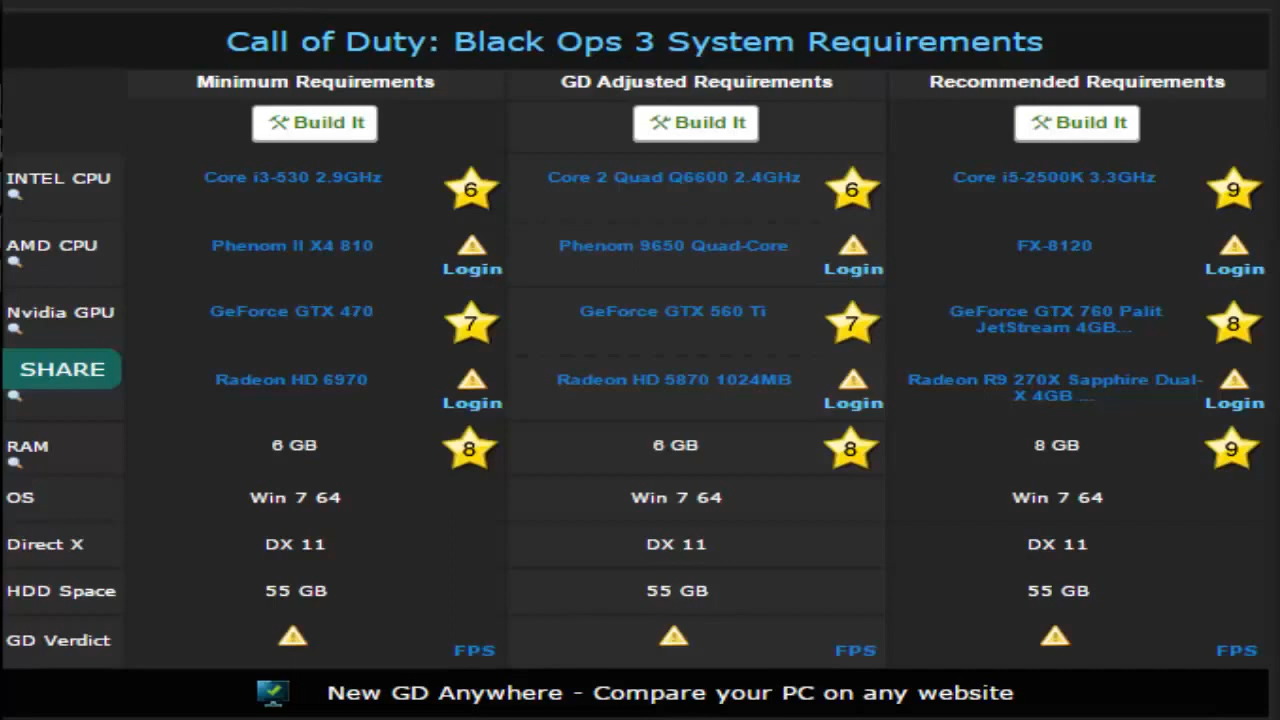 Call of Duty: Black Ops 3 System Requirements
Minimum Requirements GD Adjusted Requirements Recommended Requirements
Build It Build It Build It
INTEL CPU Core i3-530 2.9GHz 6 Core 2 Quad Q6600 2.4GHz 6 Core i5-2500K 3.3GHz 9
AMD CPU Phenom II X4 810 Phenom 9650 Quad-Core FX-8120
Login Login Login
Nvidia GPU GeForce GTX 470 7 GeForce GTX 560 Ti 7 GeForce GTX 760 Palit 8
JetStream 4GB...
SHARE Radeon HD 6970 Radeon HD 5870 1024MB Radeon R9 270X Sapphire Dual-
X 4GB ...
Login Login Login
RAM 6 GB 8 6 GB 8 8 GB 9
OS Win 7 64 Win 7 64 Win 7 64
Direct X DX 11 DX 11 DX 11
HDD Space 55 GB 55 GB 55 GB
GD Verdict FPS FPS FPS
New GD Anywhere - Compare your PC on any website